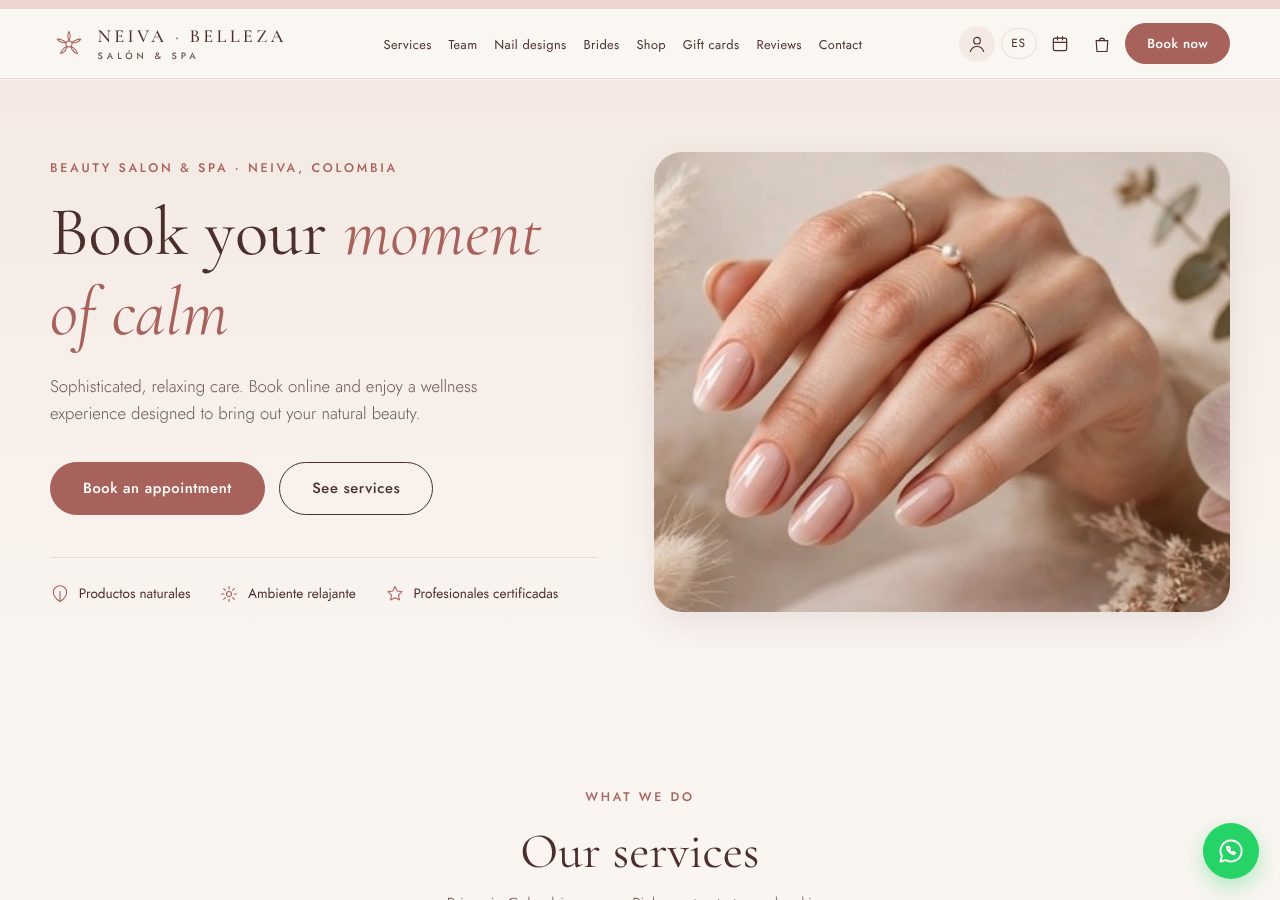 NEIVA · BELLEZA
SALÓN & SPA
Services Team Nail designs Brides Shop Gift cards Reviews Contact
ES
Book now
BEAUTY SALON & SPA · NEIVA, COLOMBIA
Book your moment
of calm
Sophisticated, relaxing care. Book online and enjoy a wellness
experience designed to bring out your natural beauty.
Book an appointment
See services
Productos naturales
Ambiente relajante
Profesionales certificadas
WHAT WE DO
Our services